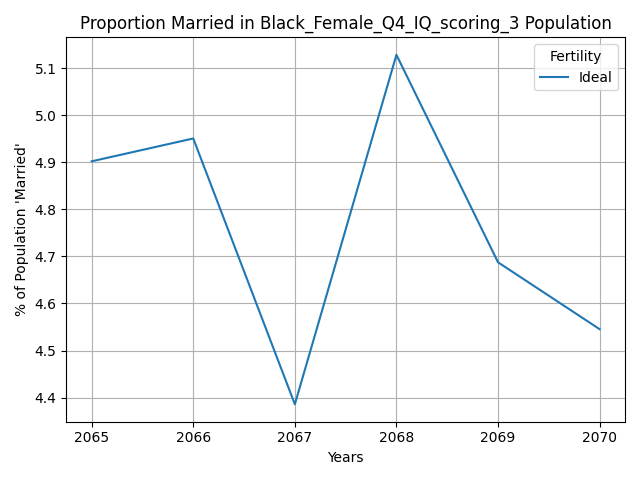 Proportion Married in Black_Female_Q4_IQ_scoring_3 Population
Fertility
Ideal
% of Population 'Married'
5.1
5.0
4.9
4.8
4.7
4.6
4.5
4.4
2065 2066 2067 2068 2069 2070
Years